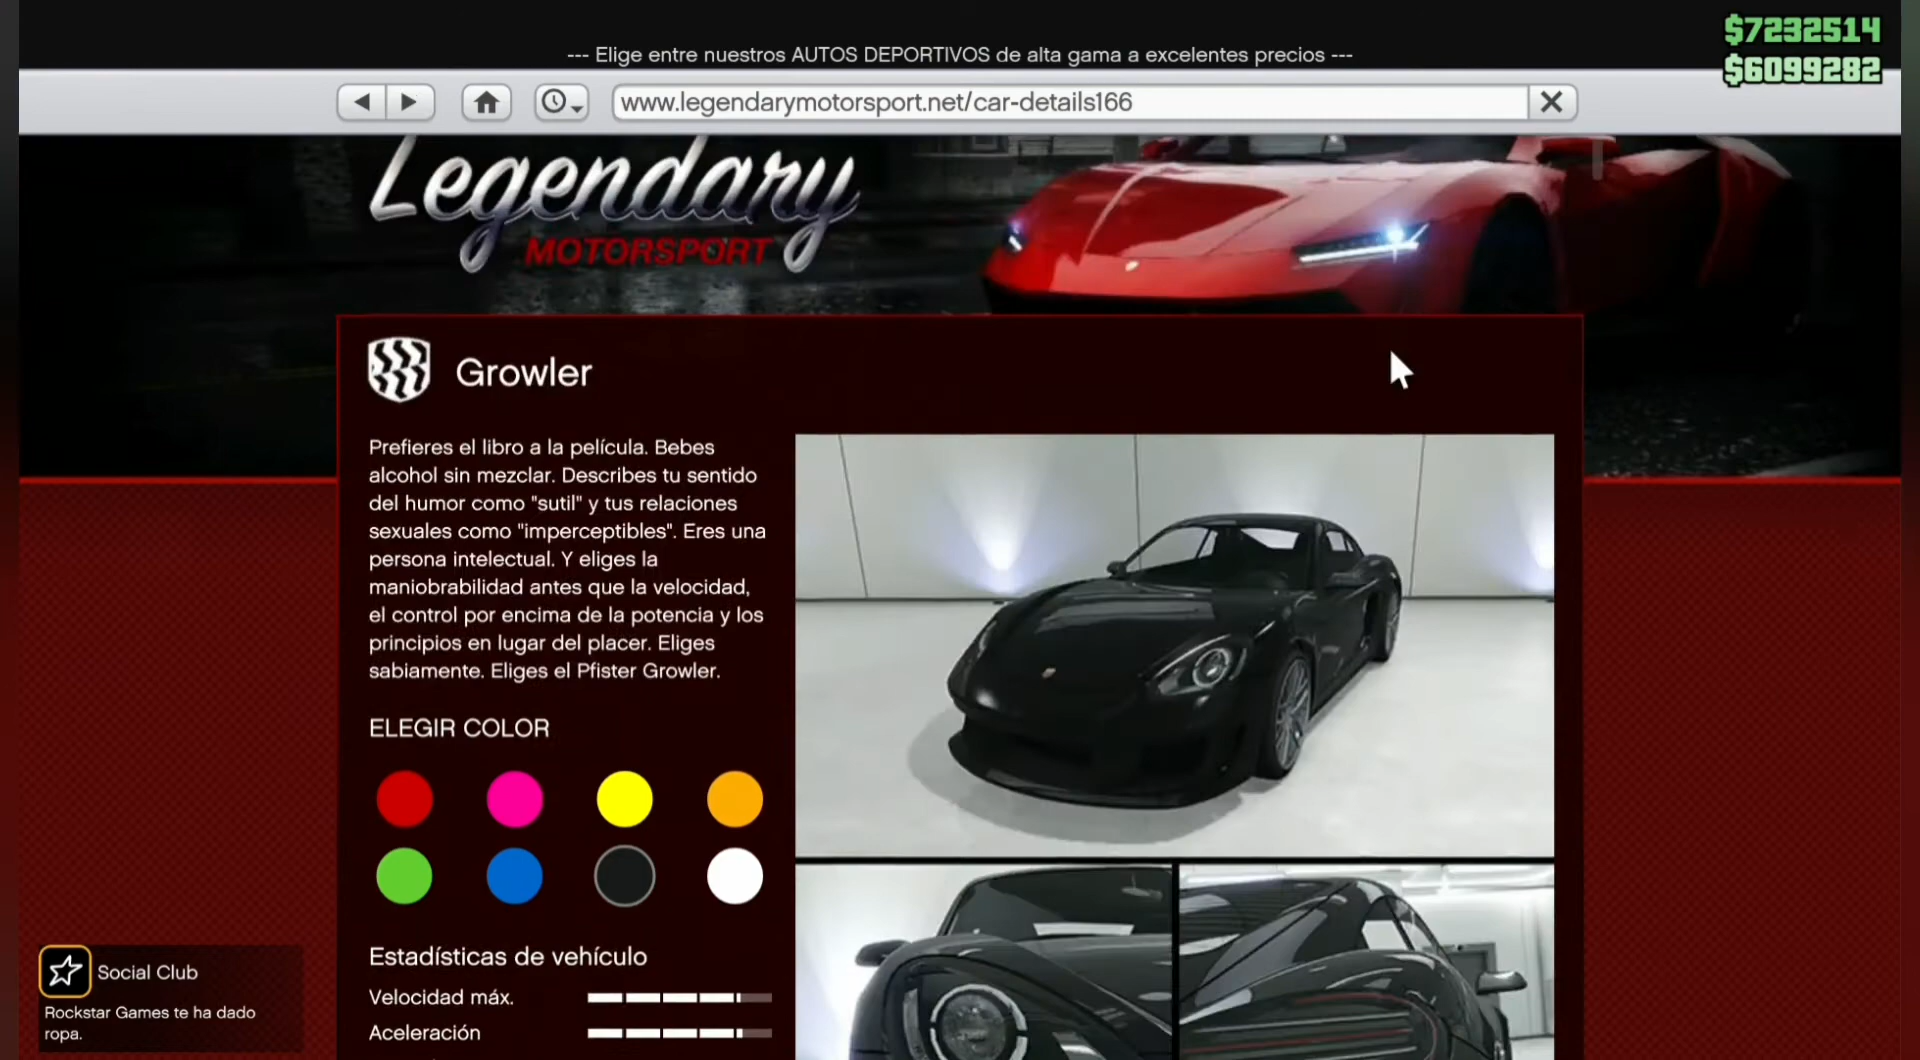 $7232514
--- Elige entre nuestros AUTOS DEPORTIVOS de alta gama a excelentes precios ---
$6099282
www.legendarymotorsport.net/car-details166
Legendary
MOTORSPORT
Growler
Prefieres el libro a la película. Bebes
alcohol sin mezclar. Describes tu sentido
del humor como "sutil" y tus relaciones
sexuales como "imperceptibles". Eres una
persona intelectual. Y eliges la
maniobrabilidad antes que la velocidad,
el control por encima de la potencia y los
principios en lugar del placer. Eliges
sabiamente. Eliges el Pfister Growler.
ELEGIR COLOR
Estadísticas de vehículo
Velocidad máx.
Aceleración
Social Club
Rockstar Games te ha dado
ropa.